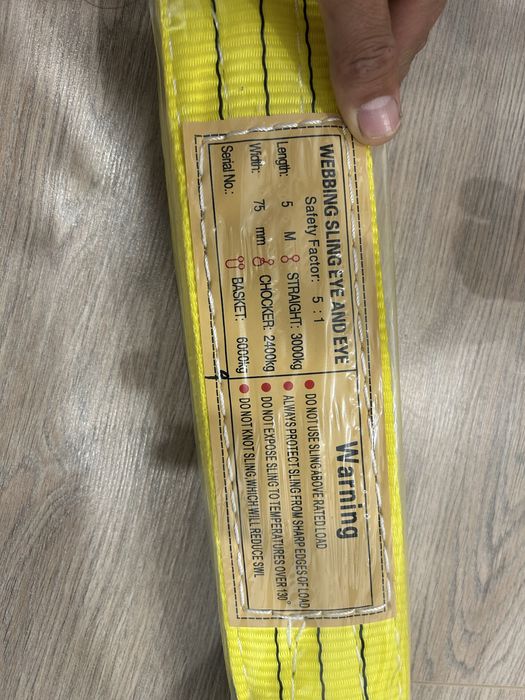 WEBBING SLING EYE AND EYE
Safety Factor: 5 : 1
Length: 5 M STRAIGHT: 3000kg
Width: 75 mm CHOCKER: 2400kg
Serial No.: BASKET: 6000kg
Warning
DO NOT USE SLING ABOVE RATED LOAD
ALWAYS PROTECT SLING FROM SHARP EDGES OF LOAD
DO NOT EXPOSE SLING TO TEMPERATURES OVER 130°
DO NOT KNOT SLING.WHICH WILL REDUCE SWL